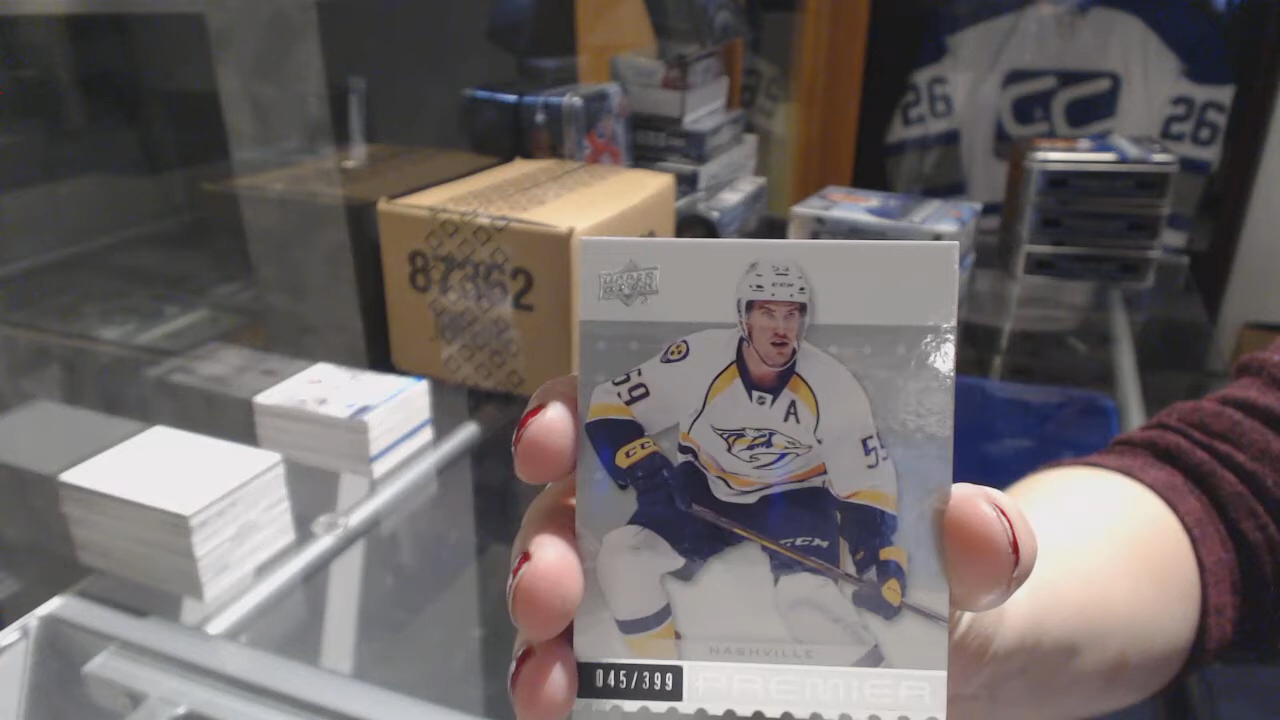 26
26
87362
UPPER DECK
59
CCM
59
A
CCM
CCM
NASHVILLE
045/399
PREMIER